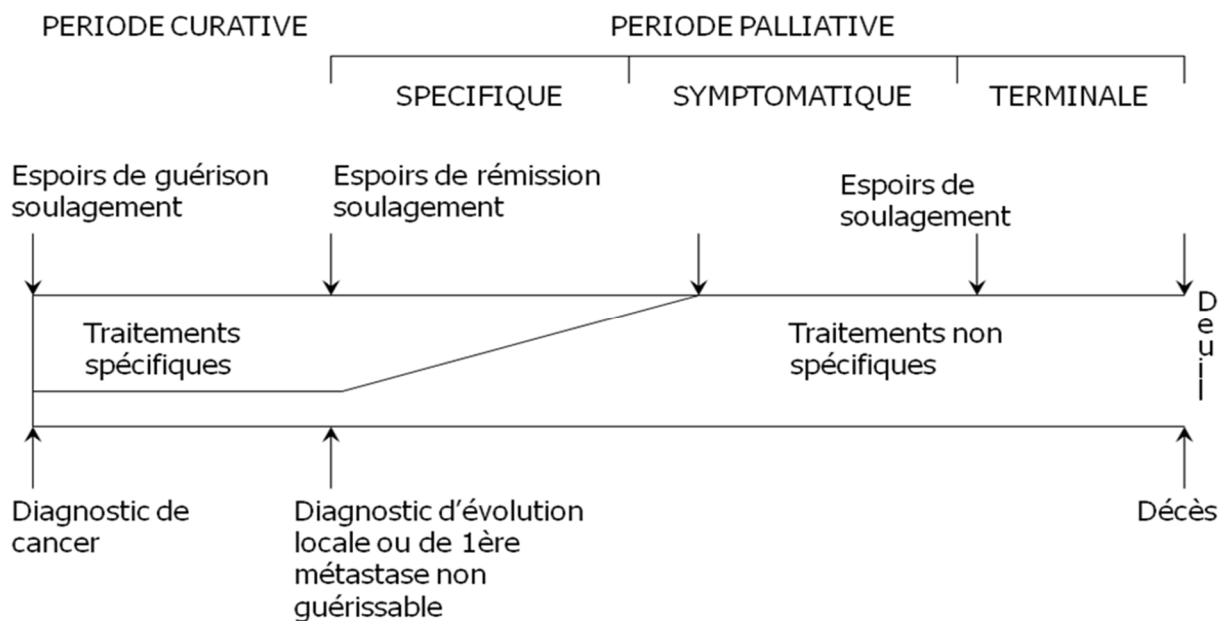 PERIODE CURATIVE
PERIODE PALLIATIVE
SPECIFIQUE
SYMPTOMATIQUE
TERMINALE
Espoirs de guérison
soulagement
Espoirs de rémission
soulagement
Espoirs de
soulagement
Traitements
spécifiques
Traitements non
spécifiques
Deuil
Diagnostic de
cancer
Diagnostic d'évolution
locale ou de 1ère
métastase non
guérissable
Décès